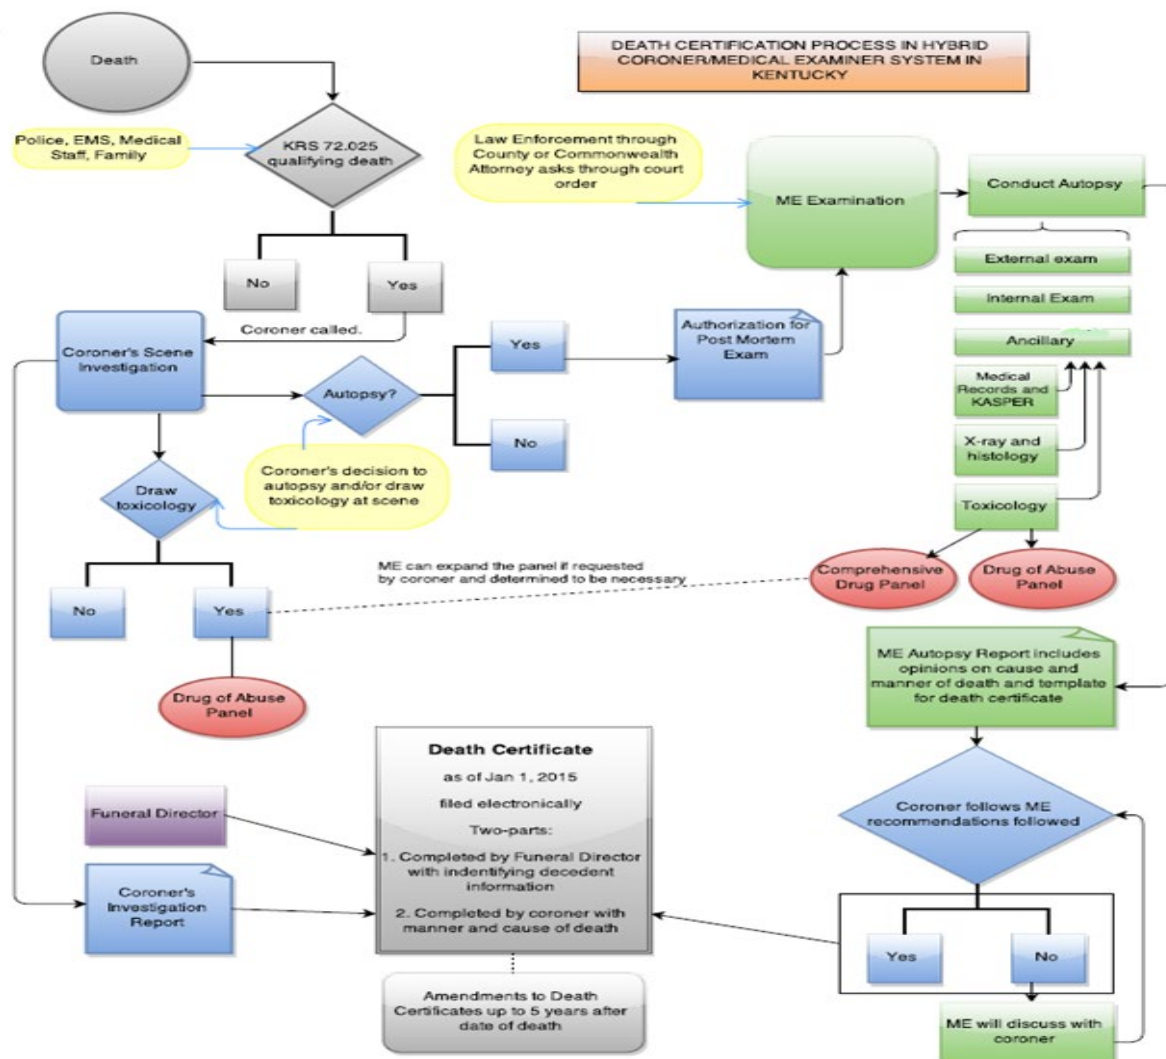 Death
DEATH CERTIFICATION PROCESS IN HYBRID
CORONER/MEDICAL EXAMINER SYSTEM IN
KENTUCKY
Police, EMS, Medical
Staff, Family
KRS 72.025
qualifying death
Law Enforcement through
County or Commonwealth
Attorney asks through court
order
ME Examination
Conduct Autopsy
External exam
Internal Exam
Ancillary
Medical
Records and
KASPER
X-ray and
histology
Toxicology
Comprehensive
Drug Panel
Drug of Abuse
Panel
No
Yes
Coroner called.
Coroner's Scene
Investigation
Autopsy?
Yes
No
Authorization for
Post Mortem
Exam
Coroner's decision to
autopsy and/or draw
toxicology at scene
Draw
toxicology
No
Yes
ME can expand the panel if requested
by coroner and determined to be necessary
Drug of Abuse
Panel
ME Autopsy Report includes
opinions on cause and
manner of death and template
for death certificate
Coroner follows ME
recommendations followed
Yes
No
ME will discuss with
coroner
Funeral Director
Coroner's
Investigation
Report
Death Certificate
as of Jan 1, 2015
filed electronically
Two-parts:
1. Completed by Funeral Director
with indentifying decedent
information
2. Completed by coroner with
manner and cause of death
Amendments to Death
Certificates up to 5 years after
date of death